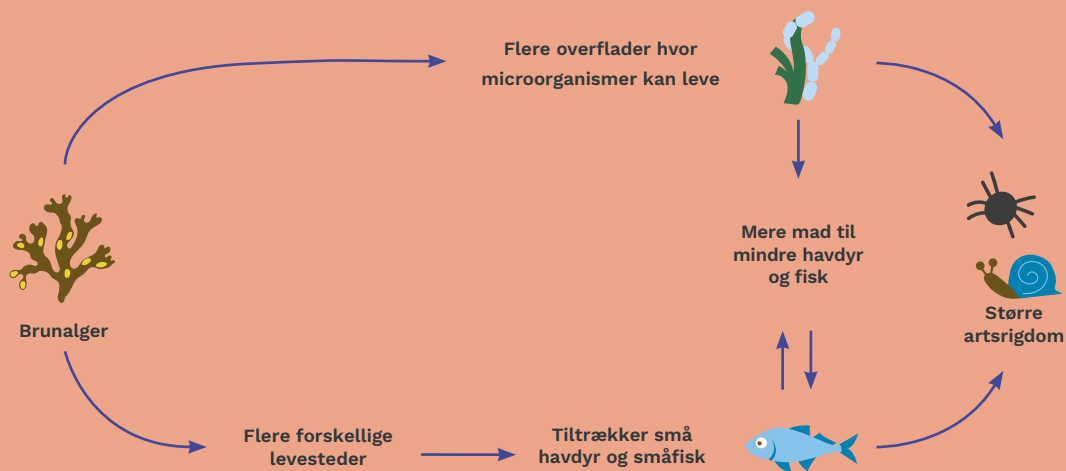 Flere overflader hvor
microorganismer kan leve
Mere mad til
mindre havdyr
og fisk
Brunalger
Større
artsrigdom
Flere forskellige
levesteder
Tiltrækker små
havdyr og småfisk